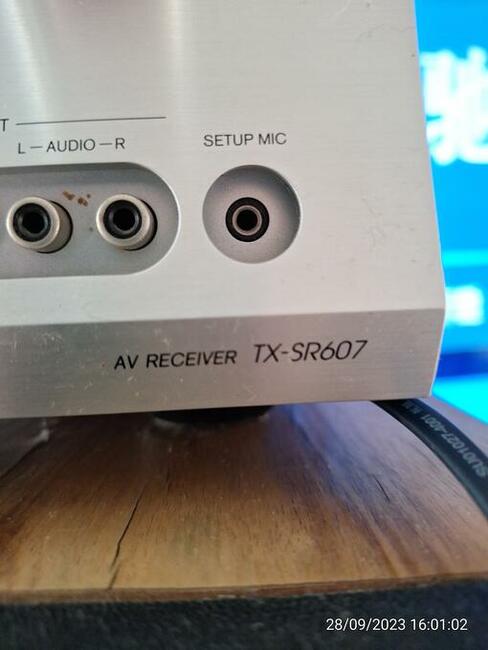 T
L-AUDIO-R
SETUP MIC
AV RECEIVER TX-SR607
28/09/2023 16:01:02